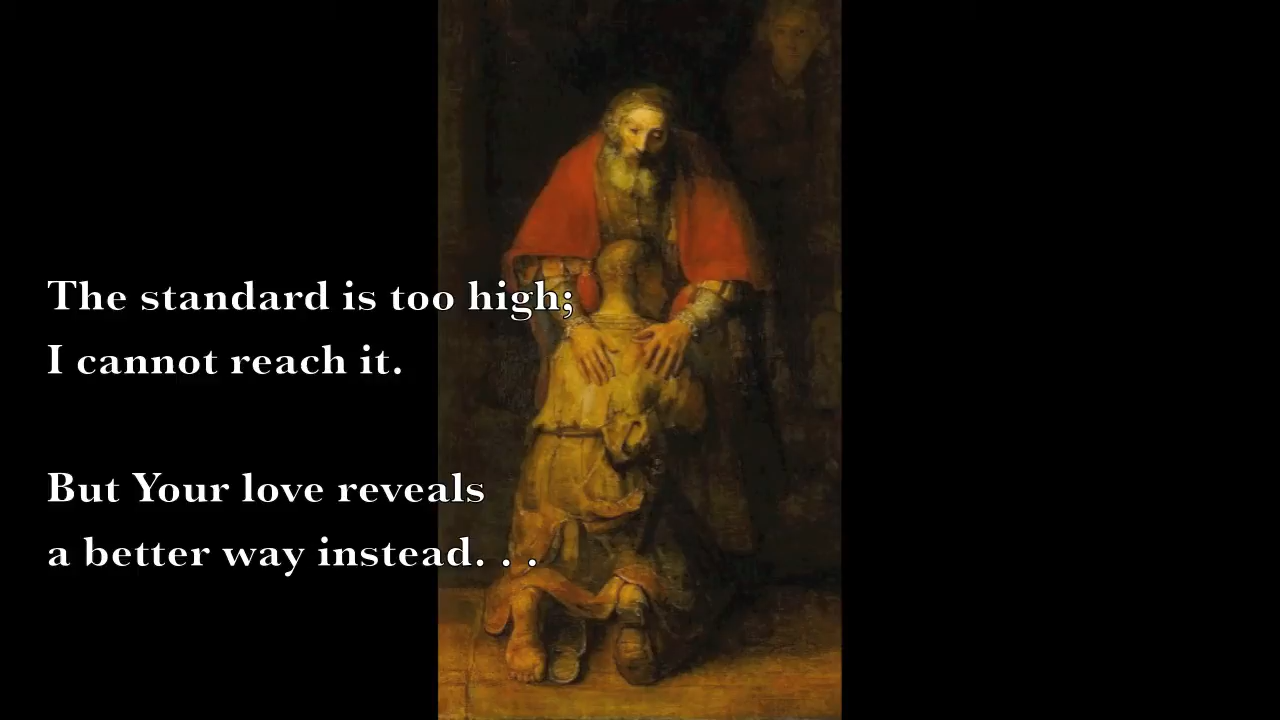 The standard is too high;
I cannot reach it.
But Your love reveals
a better way instead. . .